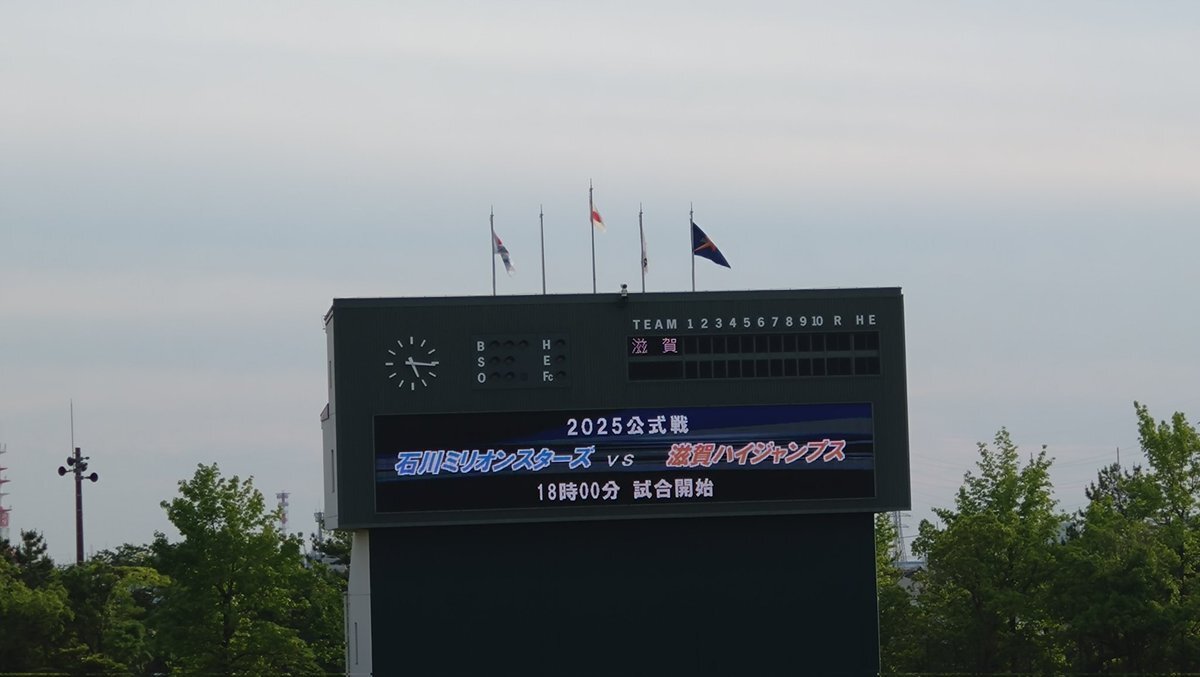 TEAM 1 2 3 4 5 6 7 8 9 10 R H E
滋賀
B H
S E
O Fc
2025公式戦
石川ミリオンスターズ VS 滋賀ハイジャンプス
18時00分 試合開始